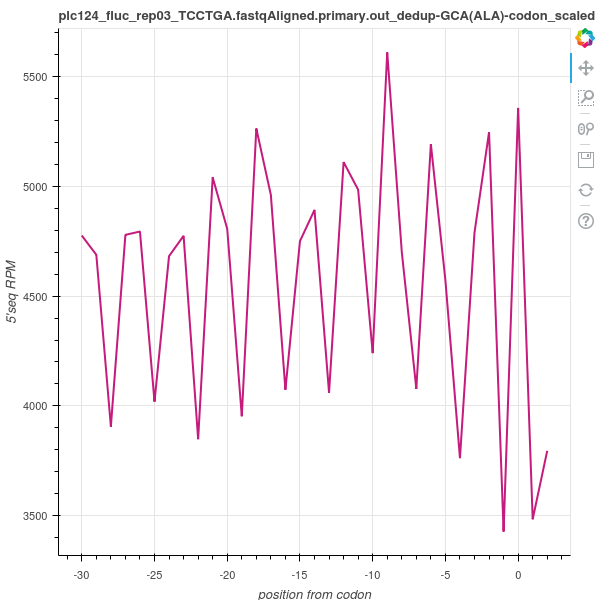 plc124_fluc_rep03_TCCTGA.fastqAligned.primary.out_dedup-GCA(ALA)-codon_scaled
5500
5000
4500
4000
3500
5'seq RPM
-30 -25 -20 -15 -10 -5 0
position from codon